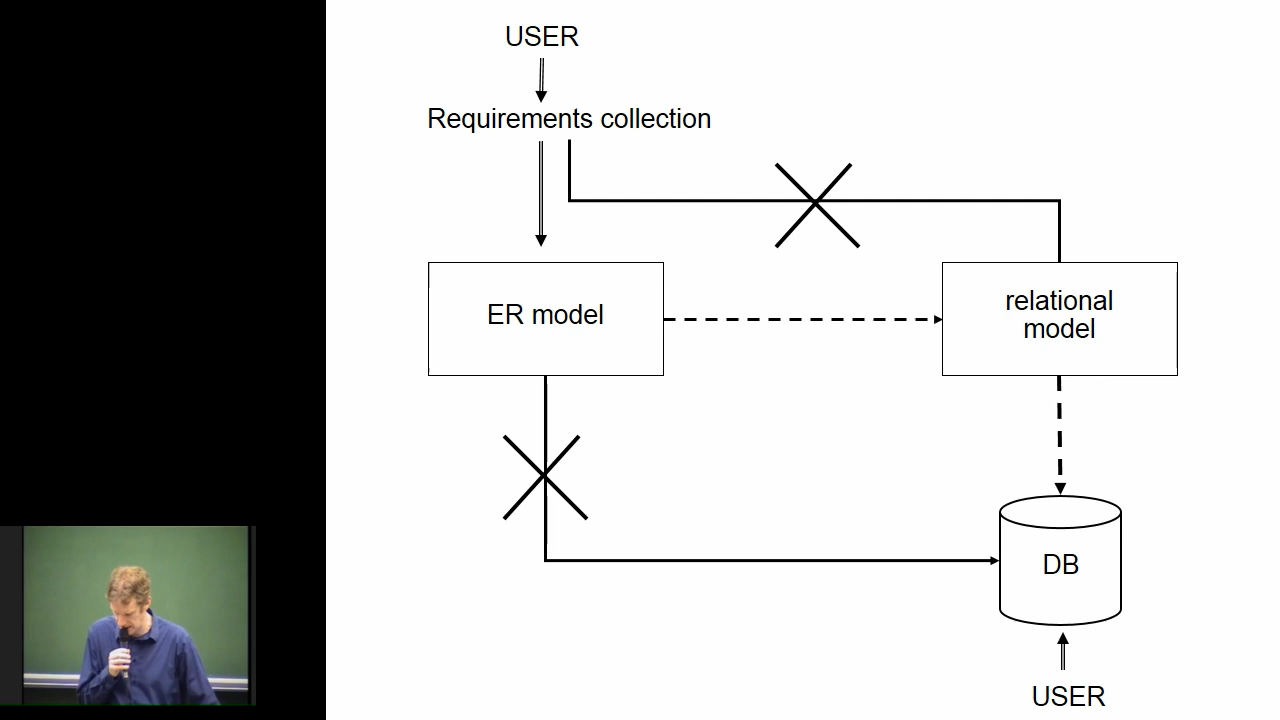 USER
Requirements collection
ER model
relational
model
DB
USER